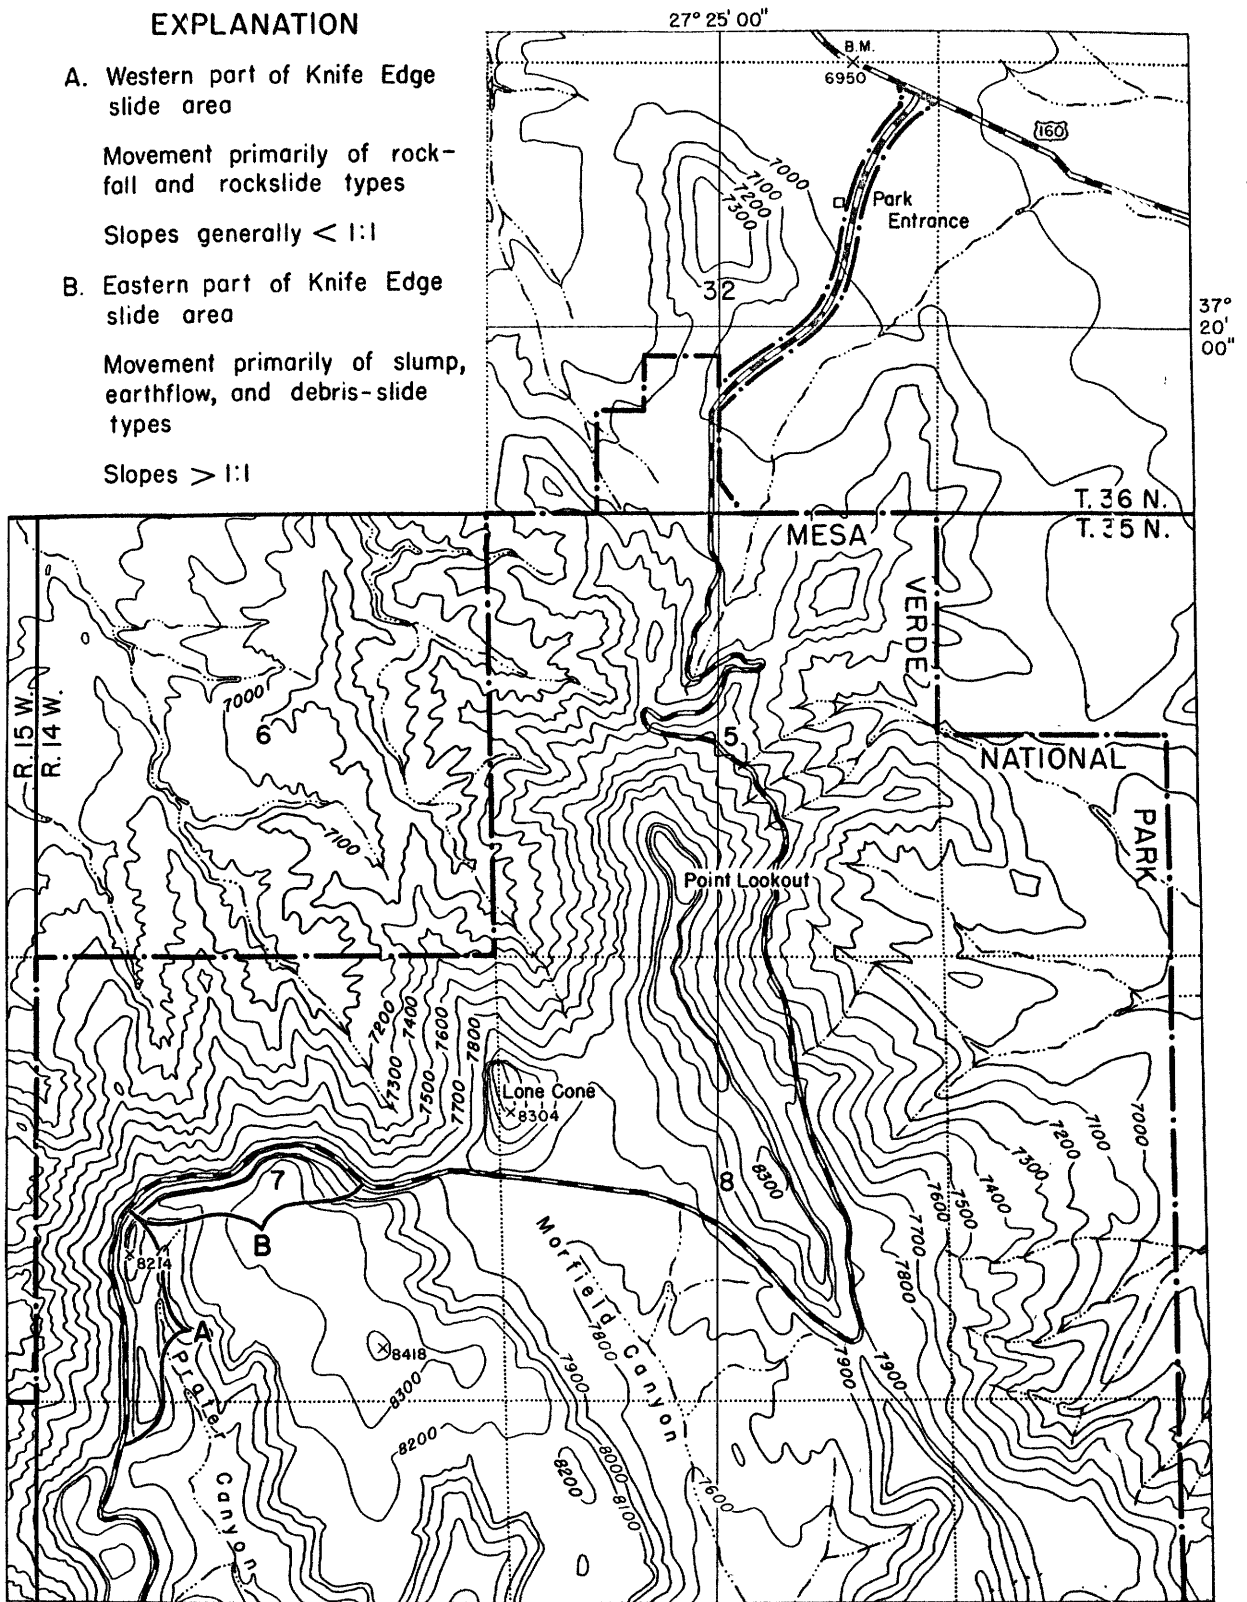 EXPLANATION
A. Western part of Knife Edge
slide area
Movement primarily of rock-
fall and rockslide types
Slopes generally < 1:1
B. Eastern part of Knife Edge
slide area
Movement primarily of slump,
earthflow, and debris-slide
types
Slopes > 1:1
27° 25' 00"
B.M.
6950
160
7000
7100
7200
7300
Park
Entrance
32
37°
20'
00"
T. 36 N.
T. 35 N.
MESA
VERDE
NATIONAL
PARK
R. 15 W.
R. 14 W.
7000
6
5
7100
Point Lookout
7200
7300
7400
7500
7600
7700
7800
Lone Cone
8304
7
8
8300
B
8214
A
Prater
Canyon
8418
8300
8200
Morfield Canyon
7800
7900
8000
8100
8200
7600
7900
7900
7800
7700
7600
7500
7400
7300
7200
7100
7000